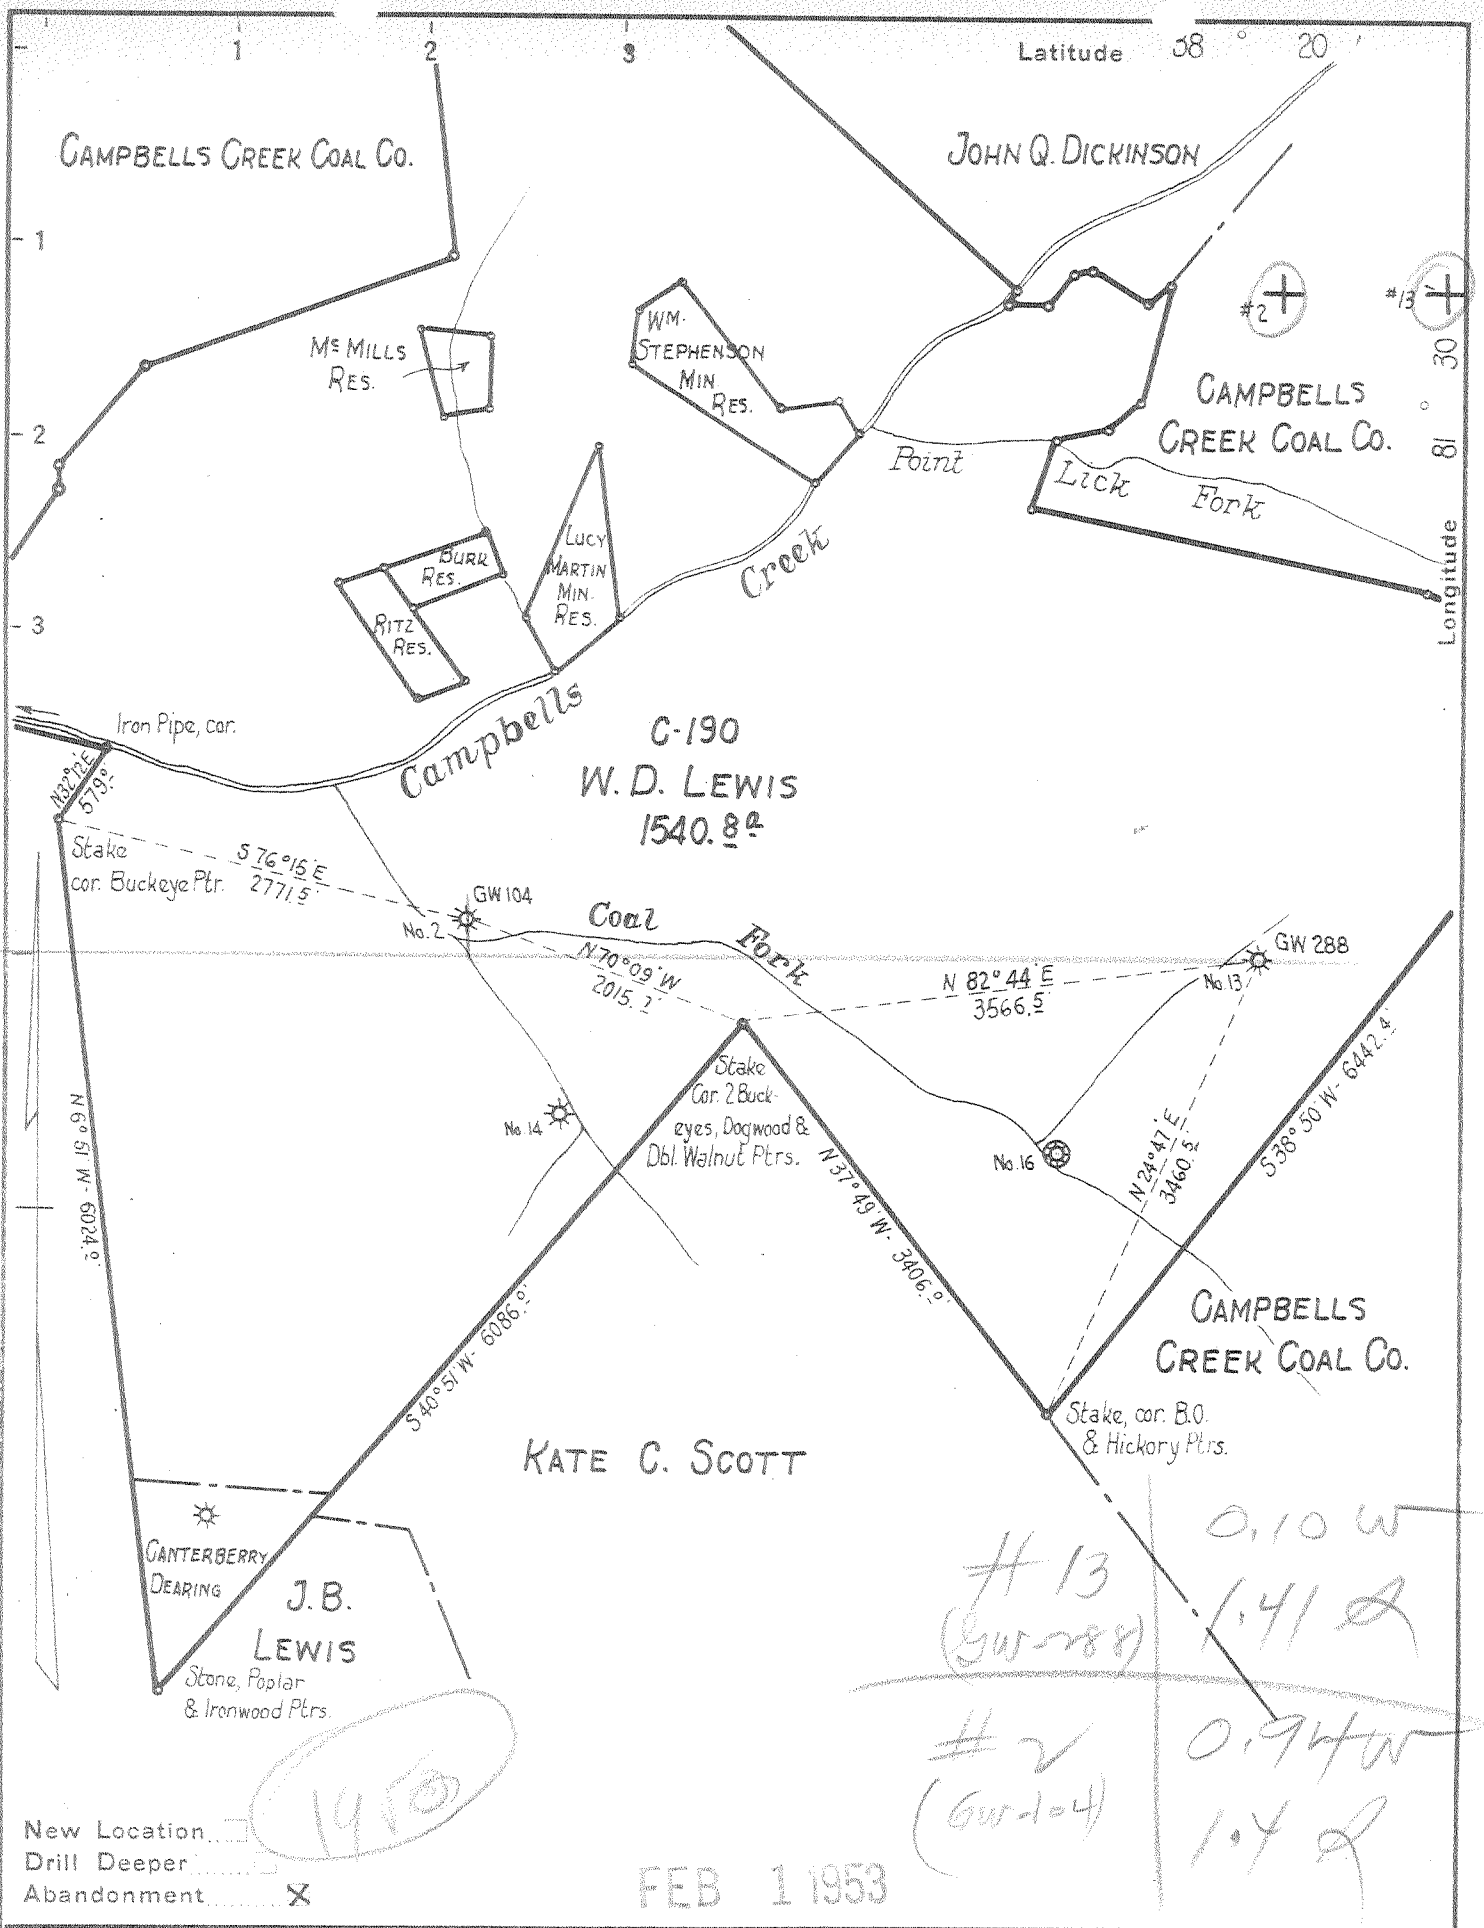 1 2 3 Latitude 38 ° 20 '
CAMPBELLS CREEK COAL CO.
JOHN Q. DICKINSON
1
#2
#13
30 '
° 81
Longitude
Mc MILLS
RES.
WM.
STEPHENSON
MIN.
RES.
CAMPBELLS
CREEK COAL CO.
2
Point Lick Fork
LUCY
MARTIN
MIN.
RES.
BURK
RES.
RITZ
RES.
3
Campbells Creek
Iron Pipe, cor.
N32°12'E
579.0'
C-190
W. D. LEWIS
1540.8a
Stake
cor. Buckeye Ptr.
S 76°15'E
2771.5'
GW 104
No. 2
Coal Fork
N 70°09'W
2015.7'
N 82°44'E
3566.5
GW 288
No. 13
Stake
Cor. 2 Buck-
eyes, Dogwood &
Dbl. Walnut Ptrs.
No. 14
No. 16
N 6°51'W - 6024.0'
N 37°49'W - 3406.0'
N 24°47'E
3460.5'
S38°50'W - 6442.4'
S 40°51'W - 6086.0'
CAMPBELLS
CREEK COAL CO.
Stake, cor. B.O.
& Hickory Ptrs.
KATE C. SCOTT
CANTERBERRY
DEARING
J.B.
LEWIS
Stone, Poplar
& Ironwood Ptrs.
#13
(GW-288)
0.10 W
1.41 S
#2
(GW-104)
0.94 W
1.4 S
New Location
Drill Deeper
Abandonment X
FEB 1 1953